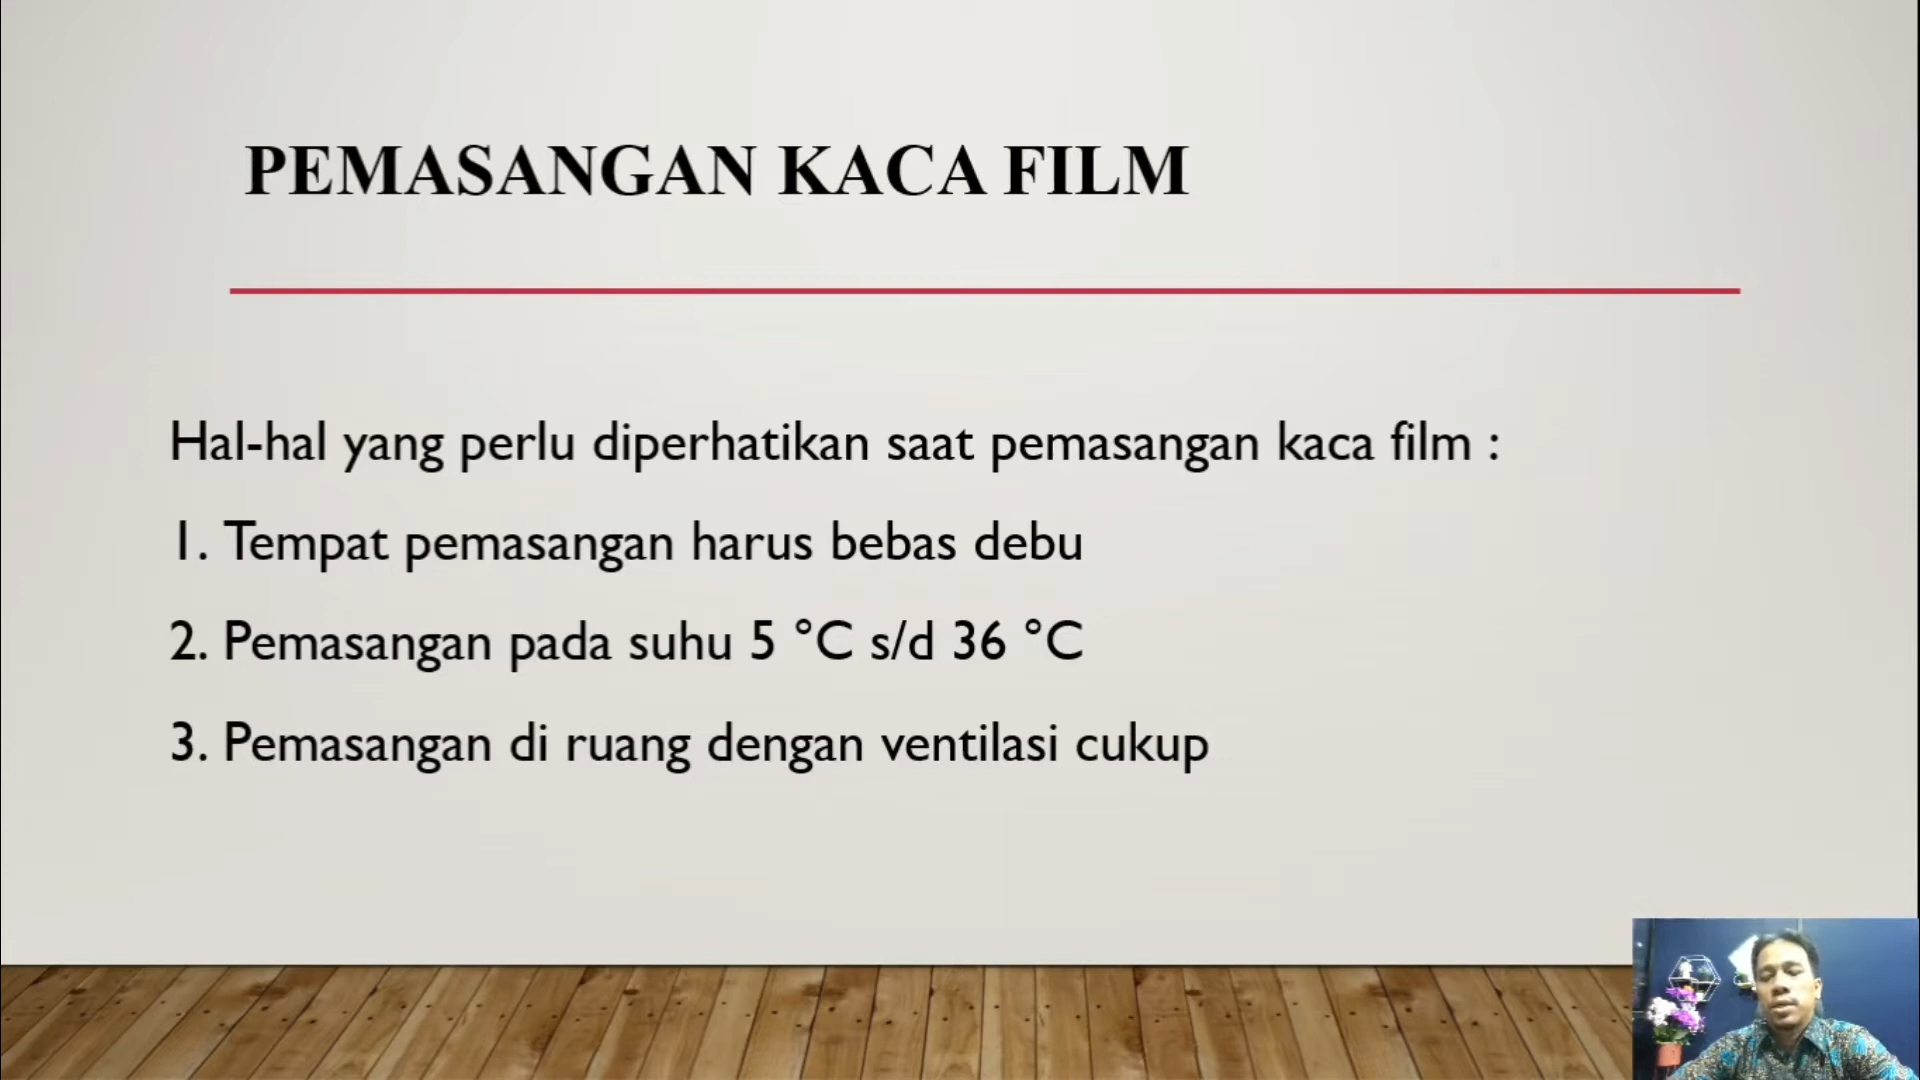 PEMASANGAN KACA FILM
Hal-hal yang perlu diperhatikan saat pemasangan kaca film :
1. Tempat pemasangan harus bebas debu
2. Pemasangan pada suhu 5 °C s/d 36 °C
3. Pemasangan di ruang dengan ventilasi cukup